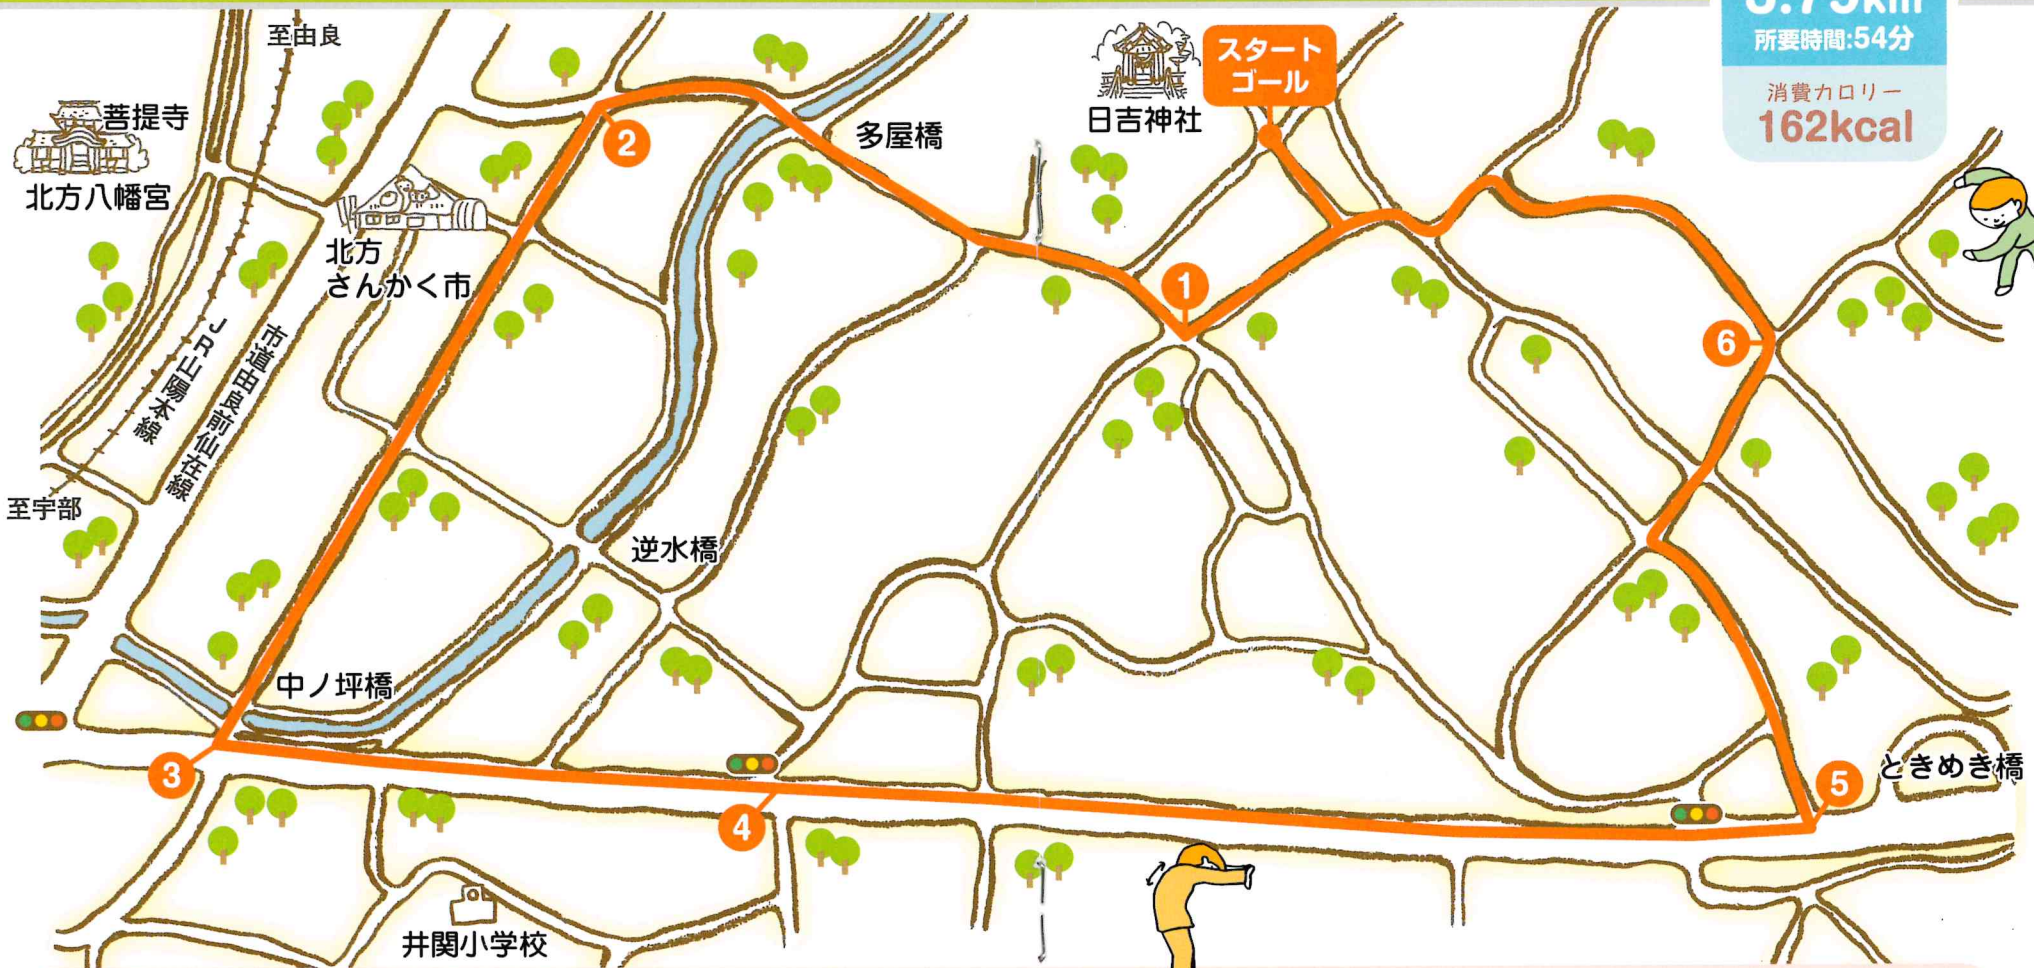 所要時間:54分
消費カロリー
162kcal
至由良
菩提寺
北方八幡宮
北方
さんかく市
JR山陽本線
市道由良前仙在線
至宇部
多屋橋
日吉神社
スタート
ゴール
1
2
3
4
5
6
逆水橋
中ノ坪橋
ときめき橋
井関小学校